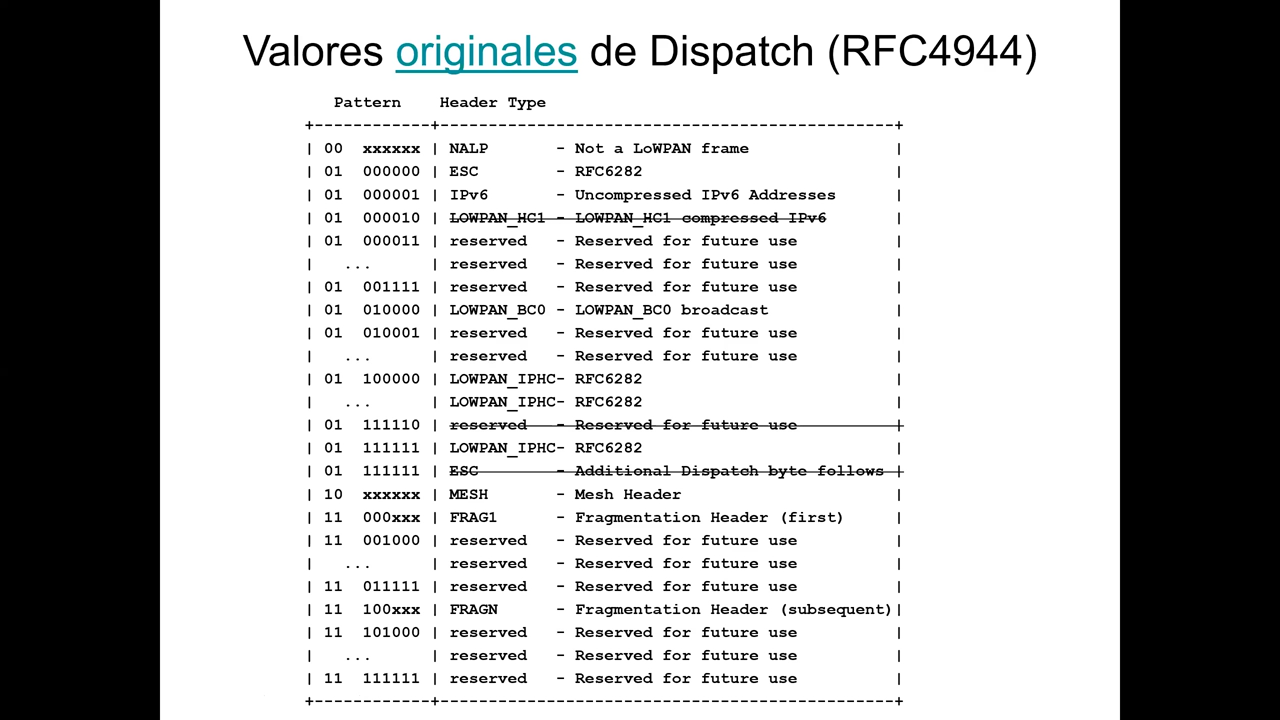 Valores originales de Dispatch (RFC4944)
   Pattern    Header Type
+------------+------------------------------------------------+
| 00  xxxxxx | NALP       - Not a LoWPAN frame                |
| 01  000000 | ESC        - RFC6282                           |
| 01  000001 | IPv6       - Uncompressed IPv6 Addresses       |
| 01  000010 | LOWPAN_HC1 - LOWPAN_HC1 compressed IPv6        |
| 01  000011 | reserved   - Reserved for future use           |
|   ...      | reserved   - Reserved for future use           |
| 01  001111 | reserved   - Reserved for future use           |
| 01  010000 | LOWPAN_BC0 - LOWPAN_BC0 broadcast              |
| 01  010001 | reserved   - Reserved for future use           |
|   ...      | reserved   - Reserved for future use           |
| 01  100000 | LOWPAN_IPHC- RFC6282                           |
|   ...      | LOWPAN_IPHC- RFC6282                           |
| 01  111110 | reserved   - Reserved for future use           |
| 01  111111 | LOWPAN_IPHC- RFC6282                           |
| 01  111111 | ESC        - Additional Dispatch byte follows  |
| 10  xxxxxx | MESH       - Mesh Header                       |
| 11  000xxx | FRAG1      - Fragmentation Header (first)      |
| 11  001000 | reserved   - Reserved for future use           |
|   ...      | reserved   - Reserved for future use           |
| 11  011111 | reserved   - Reserved for future use           |
| 11  100xxx | FRAGN      - Fragmentation Header (subsequent)|
| 11  101000 | reserved   - Reserved for future use           |
|   ...      | reserved   - Reserved for future use           |
| 11  111111 | reserved   - Reserved for future use           |
+------------+------------------------------------------------+